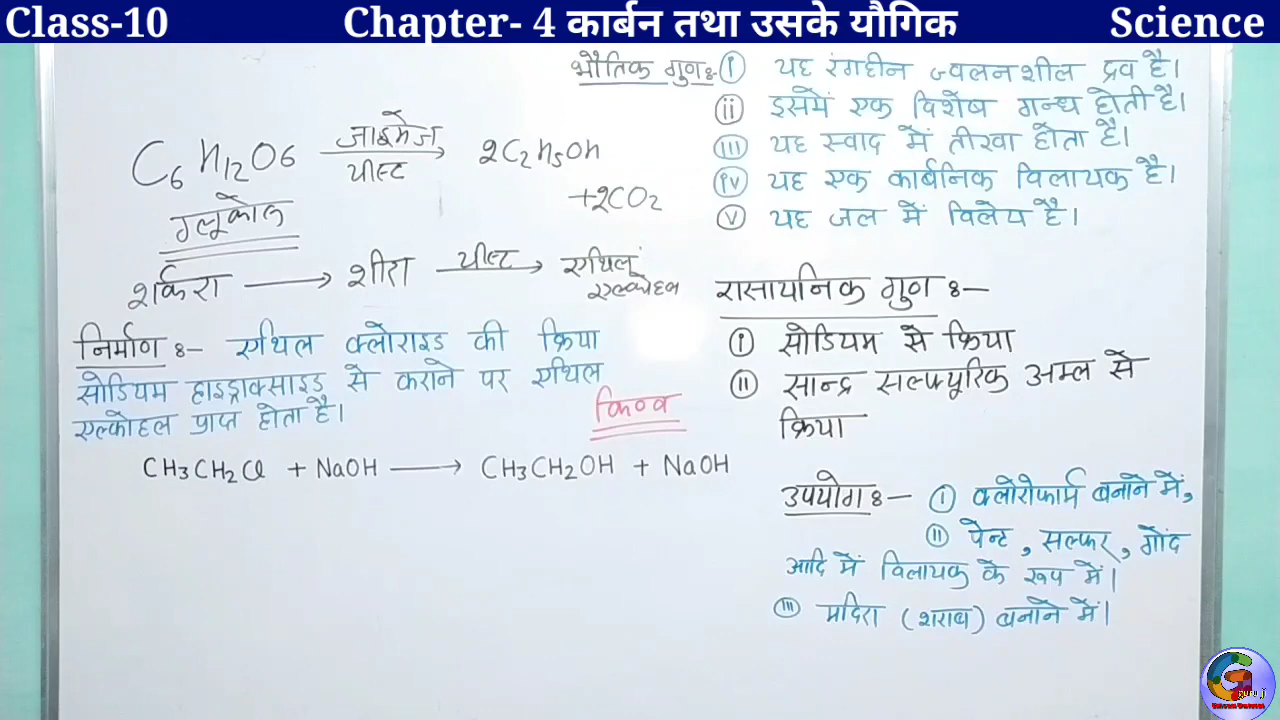 Class-10 Chapter- 4 कार्बन तथा उसके यौगिक Science
भौतिक गुण :- (i) यह रंगहीन ज्वलनशील द्रव है।
(ii) इसमें एक विशेष गन्ध होती है।
(iii) यह स्वाद में तीखा होता है।
(iv) यह एक कार्बनिक विलायक है।
(v) यह जल में विलेय है।
C6H12O6 जाइमेज यीस्ट 2C2H5OH
+2CO2
ग्लूकोज
शर्करा ⟶ शीरा यीस्ट ⟶ एथिल
एल्कोहल
निर्माण :- एथिल क्लोराइड की क्रिया
सोडियम हाइड्राक्साइड से कराने पर एथिल
एल्कोहल प्राप्त होता है।
किण्व
CH3CH2Cl + NaOH ⟶ CH3CH2OH + NaOH
रासायनिक गुण :-
(i) सोडियम से क्रिया
(ii) सान्द्र सल्फ्यूरिक अम्ल से
क्रिया
उपयोग :- (i) क्लोरोफार्म बनाने में,
(ii) पेन्ट, सल्फर, गोंद
आदि में विलायक के रूप में।
(iii) मदिरा (शराब) बनाने में।